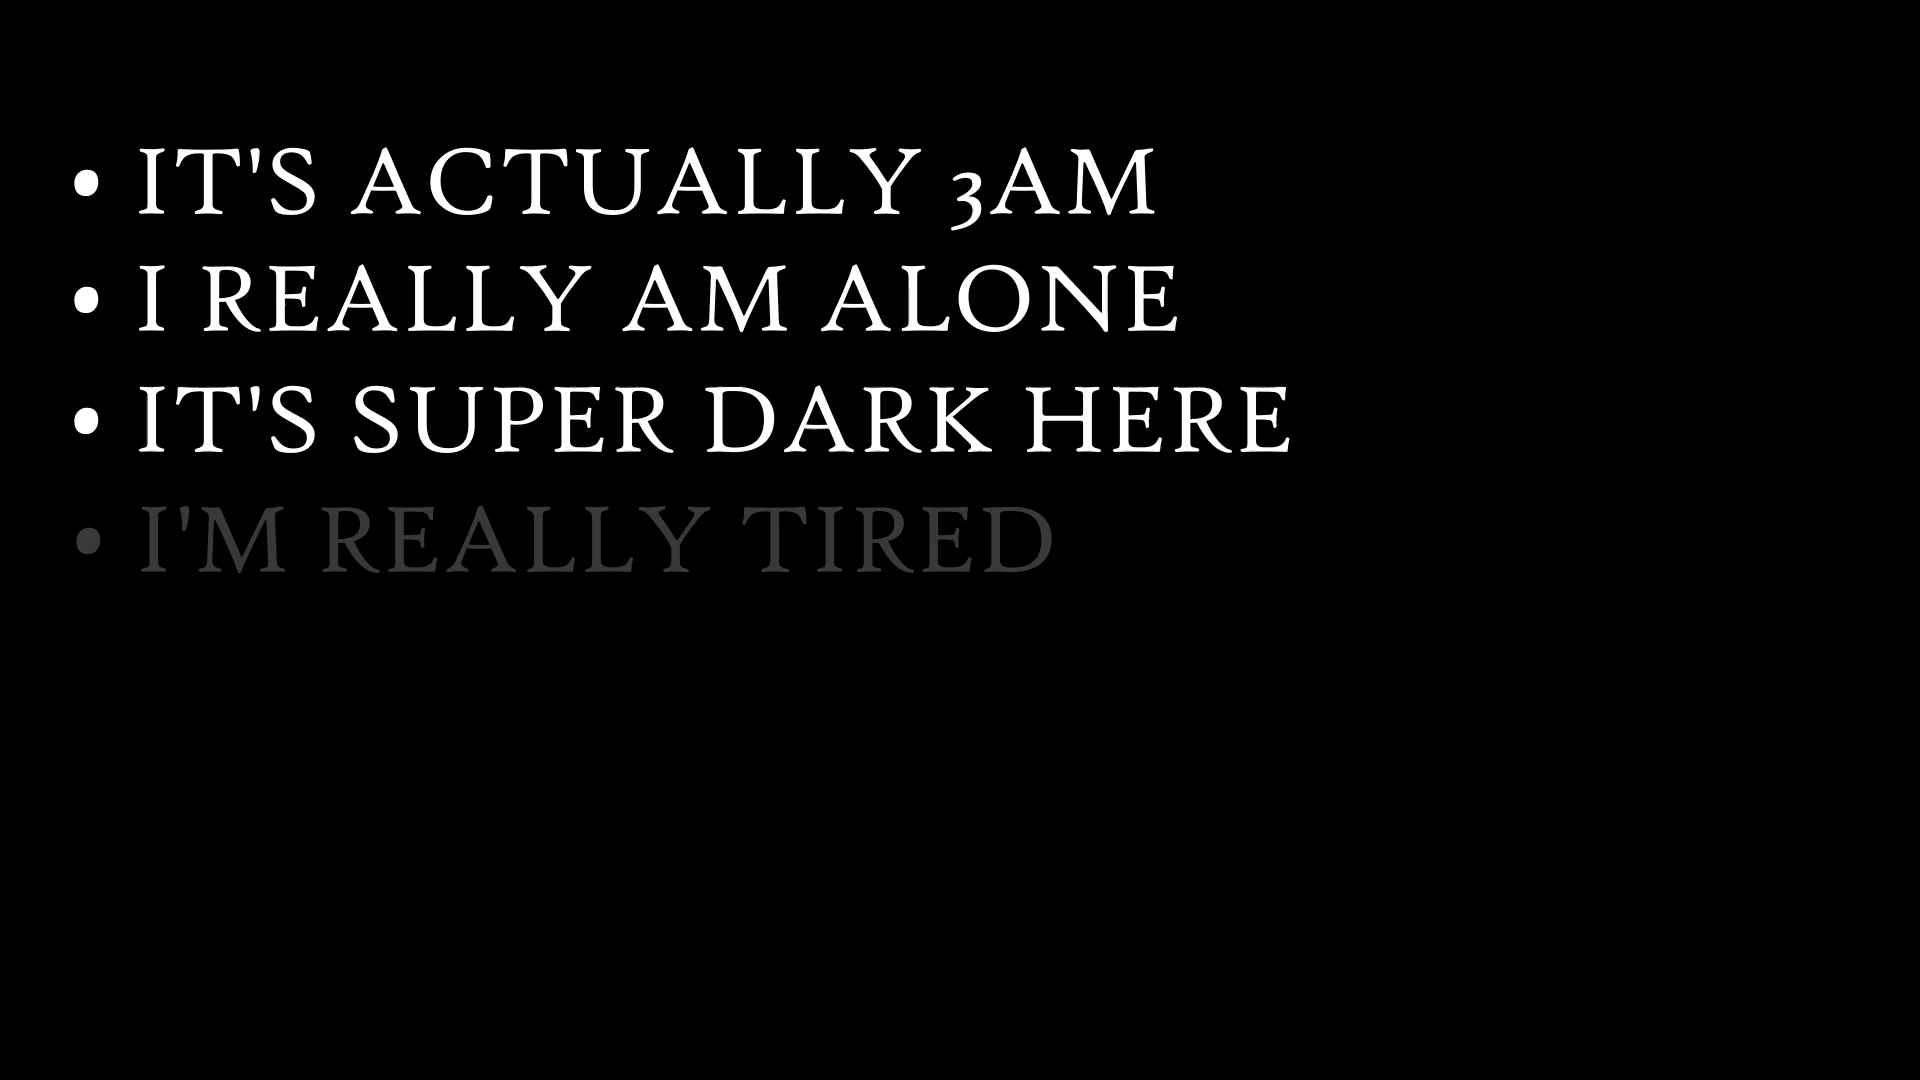 • IT'S ACTUALLY 3AM
• I REALLY AM ALONE
• IT'S SUPER DARK HERE
• I'M REALLY TIRED